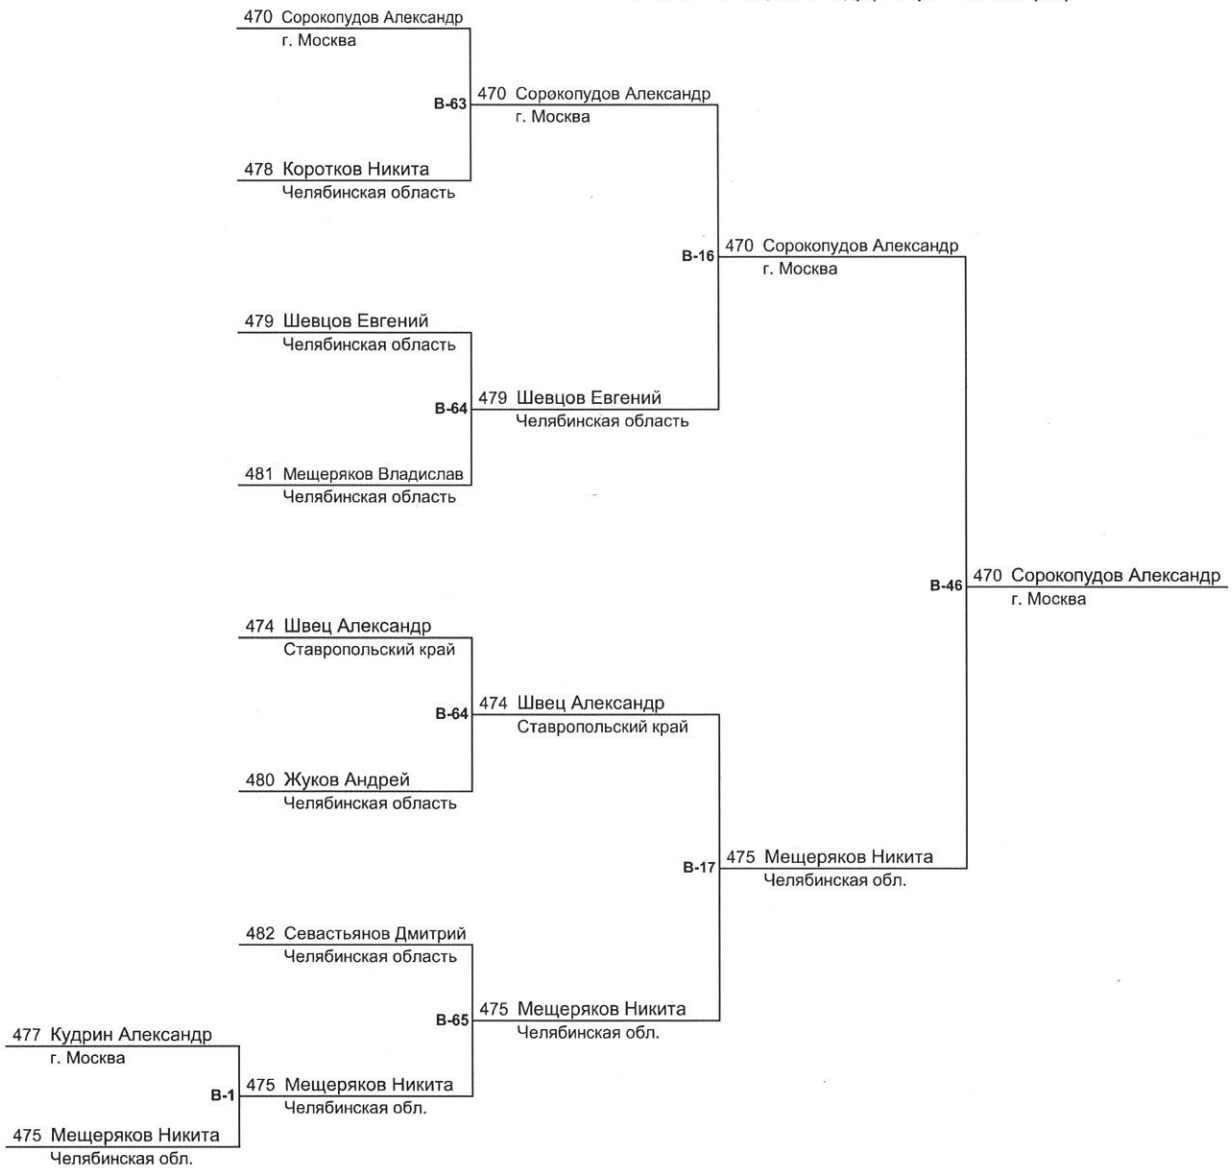 470 Сорокопудов Александр
г. Москва
B-63
470 Сорокопудов Александр
г. Москва
478 Коротков Никита
Челябинская область
B-16
470 Сорокопудов Александр
г. Москва
479 Шевцов Евгений
Челябинская область
B-64
479 Шевцов Евгений
Челябинская область
481 Мещеряков Владислав
Челябинская область
B-46
470 Сорокопудов Александр
г. Москва
474 Швец Александр
Ставропольский край
B-64
474 Швец Александр
Ставропольский край
480 Жуков Андрей
Челябинская область
B-17
475 Мещеряков Никита
Челябинская обл.
482 Севастьянов Дмитрий
Челябинская область
B-65
475 Мещеряков Никита
Челябинская обл.
477 Кудрин Александр
г. Москва
B-1
475 Мещеряков Никита
Челябинская обл.
475 Мещеряков Никита
Челябинская обл.